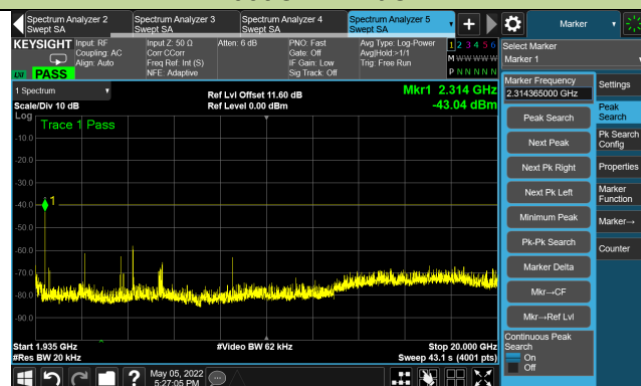 Spectrum Analyzer 2
Swept SA
Spectrum Analyzer 3
Swept SA
Spectrum Analyzer 4
Swept SA
Spectrum Analyzer 5
Swept SA
Marker
KEYSIGHT
Input: RF
Coupling: AC
Align: Auto
Input Z: 50 Ω
Corr CCorr
Freq Ref: Int (S)
NFE: Adaptive
Atten: 6 dB
PNO: Fast
Gate: Off
IF Gain: Low
Sig Track: Off
Avg Type: Log-Power
Avg|Hold:>1/1
Trig: Free Run
1 2 3 4 5 6
M W W W W W
P N N N N N
PASS
Select Marker
Marker 1
1 Spectrum
Scale/Div 10 dB
Log
Ref Lvl Offset 11.60 dB
Ref Level 0.00 dBm
Mkr1 2.314 GHz
-43.04 dBm
Trace 1 Pass
-10.0
-20.0
-30.0
-40.0
-50.0
-60.0
-70.0
-80.0
-90.0
1
Start 1.935 GHz
#Res BW 20 kHz
#Video BW 62 kHz
Stop 20.000 GHz
Sweep 43.1 s (4001 pts)
Marker Frequency
2.314365000 GHz
Peak Search
Next Peak
Next Pk Right
Next Pk Left
Minimum Peak
Pk-Pk Search
Marker Delta
Mkr→CF
Mkr→Ref Lvl
Continuous Peak
Search
On
Off
Settings
Peak
Search
Pk Search
Config
Properties
Marker
Function
Marker→
Counter
May 05, 2022
5:27:05 PM